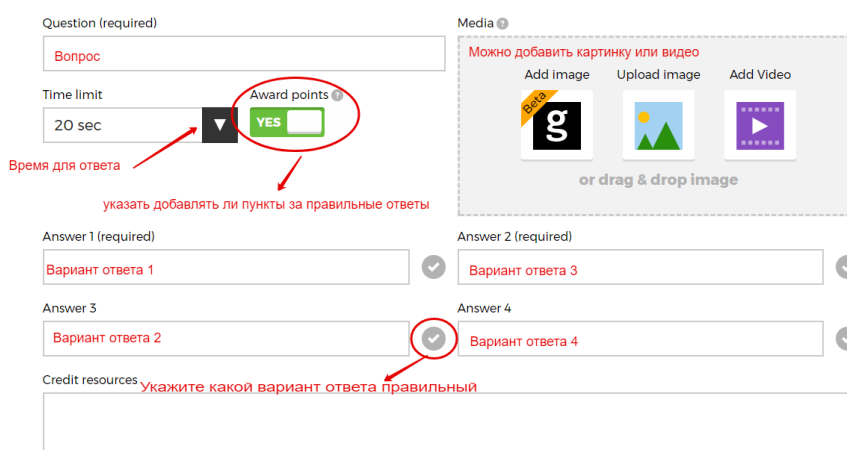 Question (required)
Media ?
Вопрос
Можно добавить картинку или видео
Add image
Upload image
Add Video
Time limit
Award points ?
Beta
g
20 sec
YES
Время для ответа
or drag & drop image
указать добавлять ли пункты за правильные ответы
Answer 1 (required)
Answer 2 (required)
Вариант ответа 1
Вариант ответа 3
Answer 3
Answer 4
Вариант ответа 2
Вариант ответа 4
Credit resources
Укажите какой вариант ответа правильный